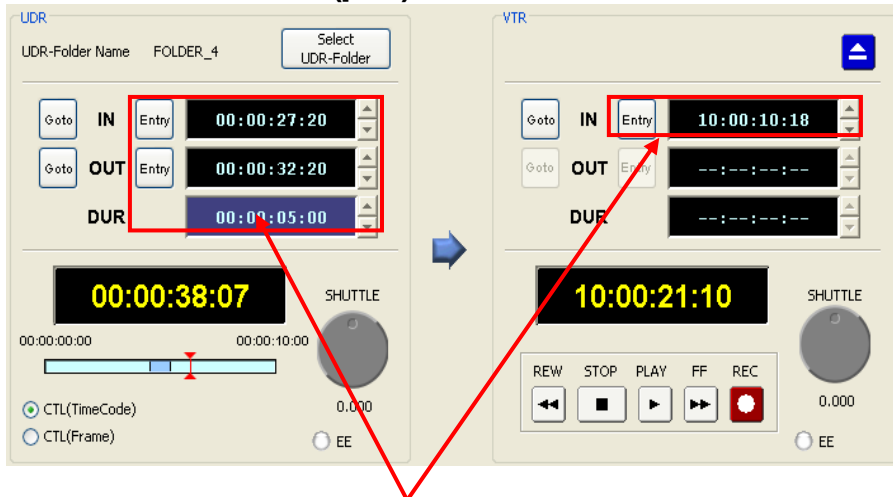 UDR
UDR-Folder Name FOLDER_4
Select
UDR-Folder
Goto IN Entry 00:00:27:20
Goto OUT Entry 00:00:32:20
DUR 00:00:05:00
00:00:38:07
SHUTTLE
00:00:00:00 00:00:10:00
CTL(TimeCode)
CTL(Frame)
0.000
EE
VTR
Goto IN Entry 10:00:10:18
Goto OUT Entry --:--:--:--
DUR --:--:--:--
10:00:21:10
SHUTTLE
REW STOP PLAY FF REC
0.000
EE